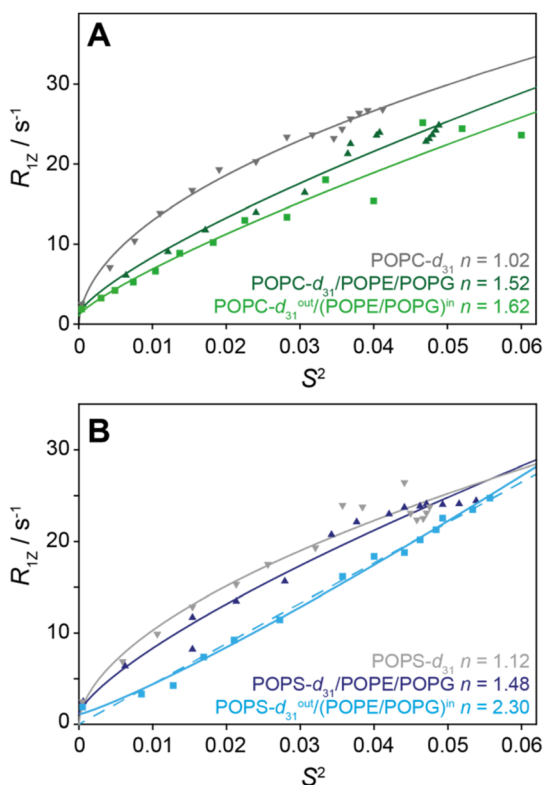 A
30
20
10
0
R1Z / s-1
POPC-d31 n = 1.02
POPC-d31/POPE/POPG n = 1.52
POPC-d31out/(POPE/POPG)in n = 1.62
0 0.01 0.02 0.03 0.04 0.05 0.06
S2
B
30
20
10
0
R1Z / s-1
POPS-d31 n = 1.12
POPS-d31/POPE/POPG n = 1.48
POPS-d31out/(POPE/POPG)in n = 2.30
0 0.01 0.02 0.03 0.04 0.05 0.06
S2